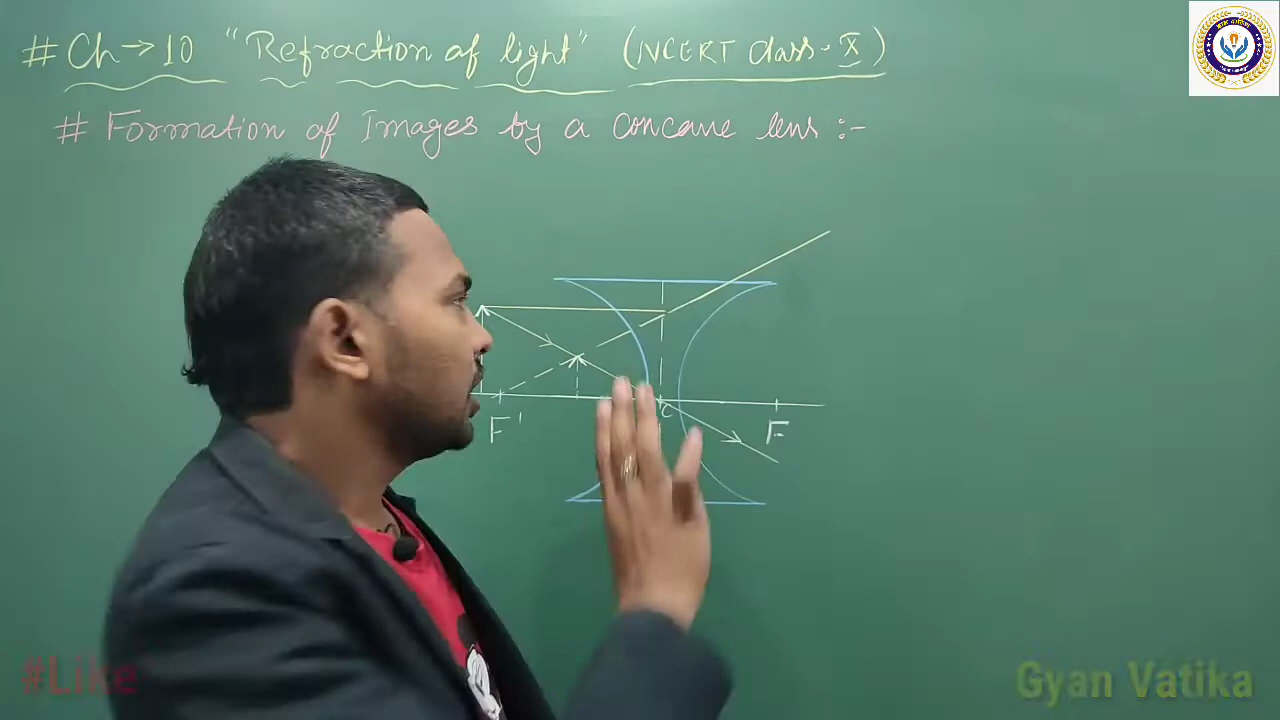 # Ch → 10 "Refraction of light" (NCERT Class - X)
# Formation of Images by a concave lens :-
F'
C
F
#Like
Gyan Vatika